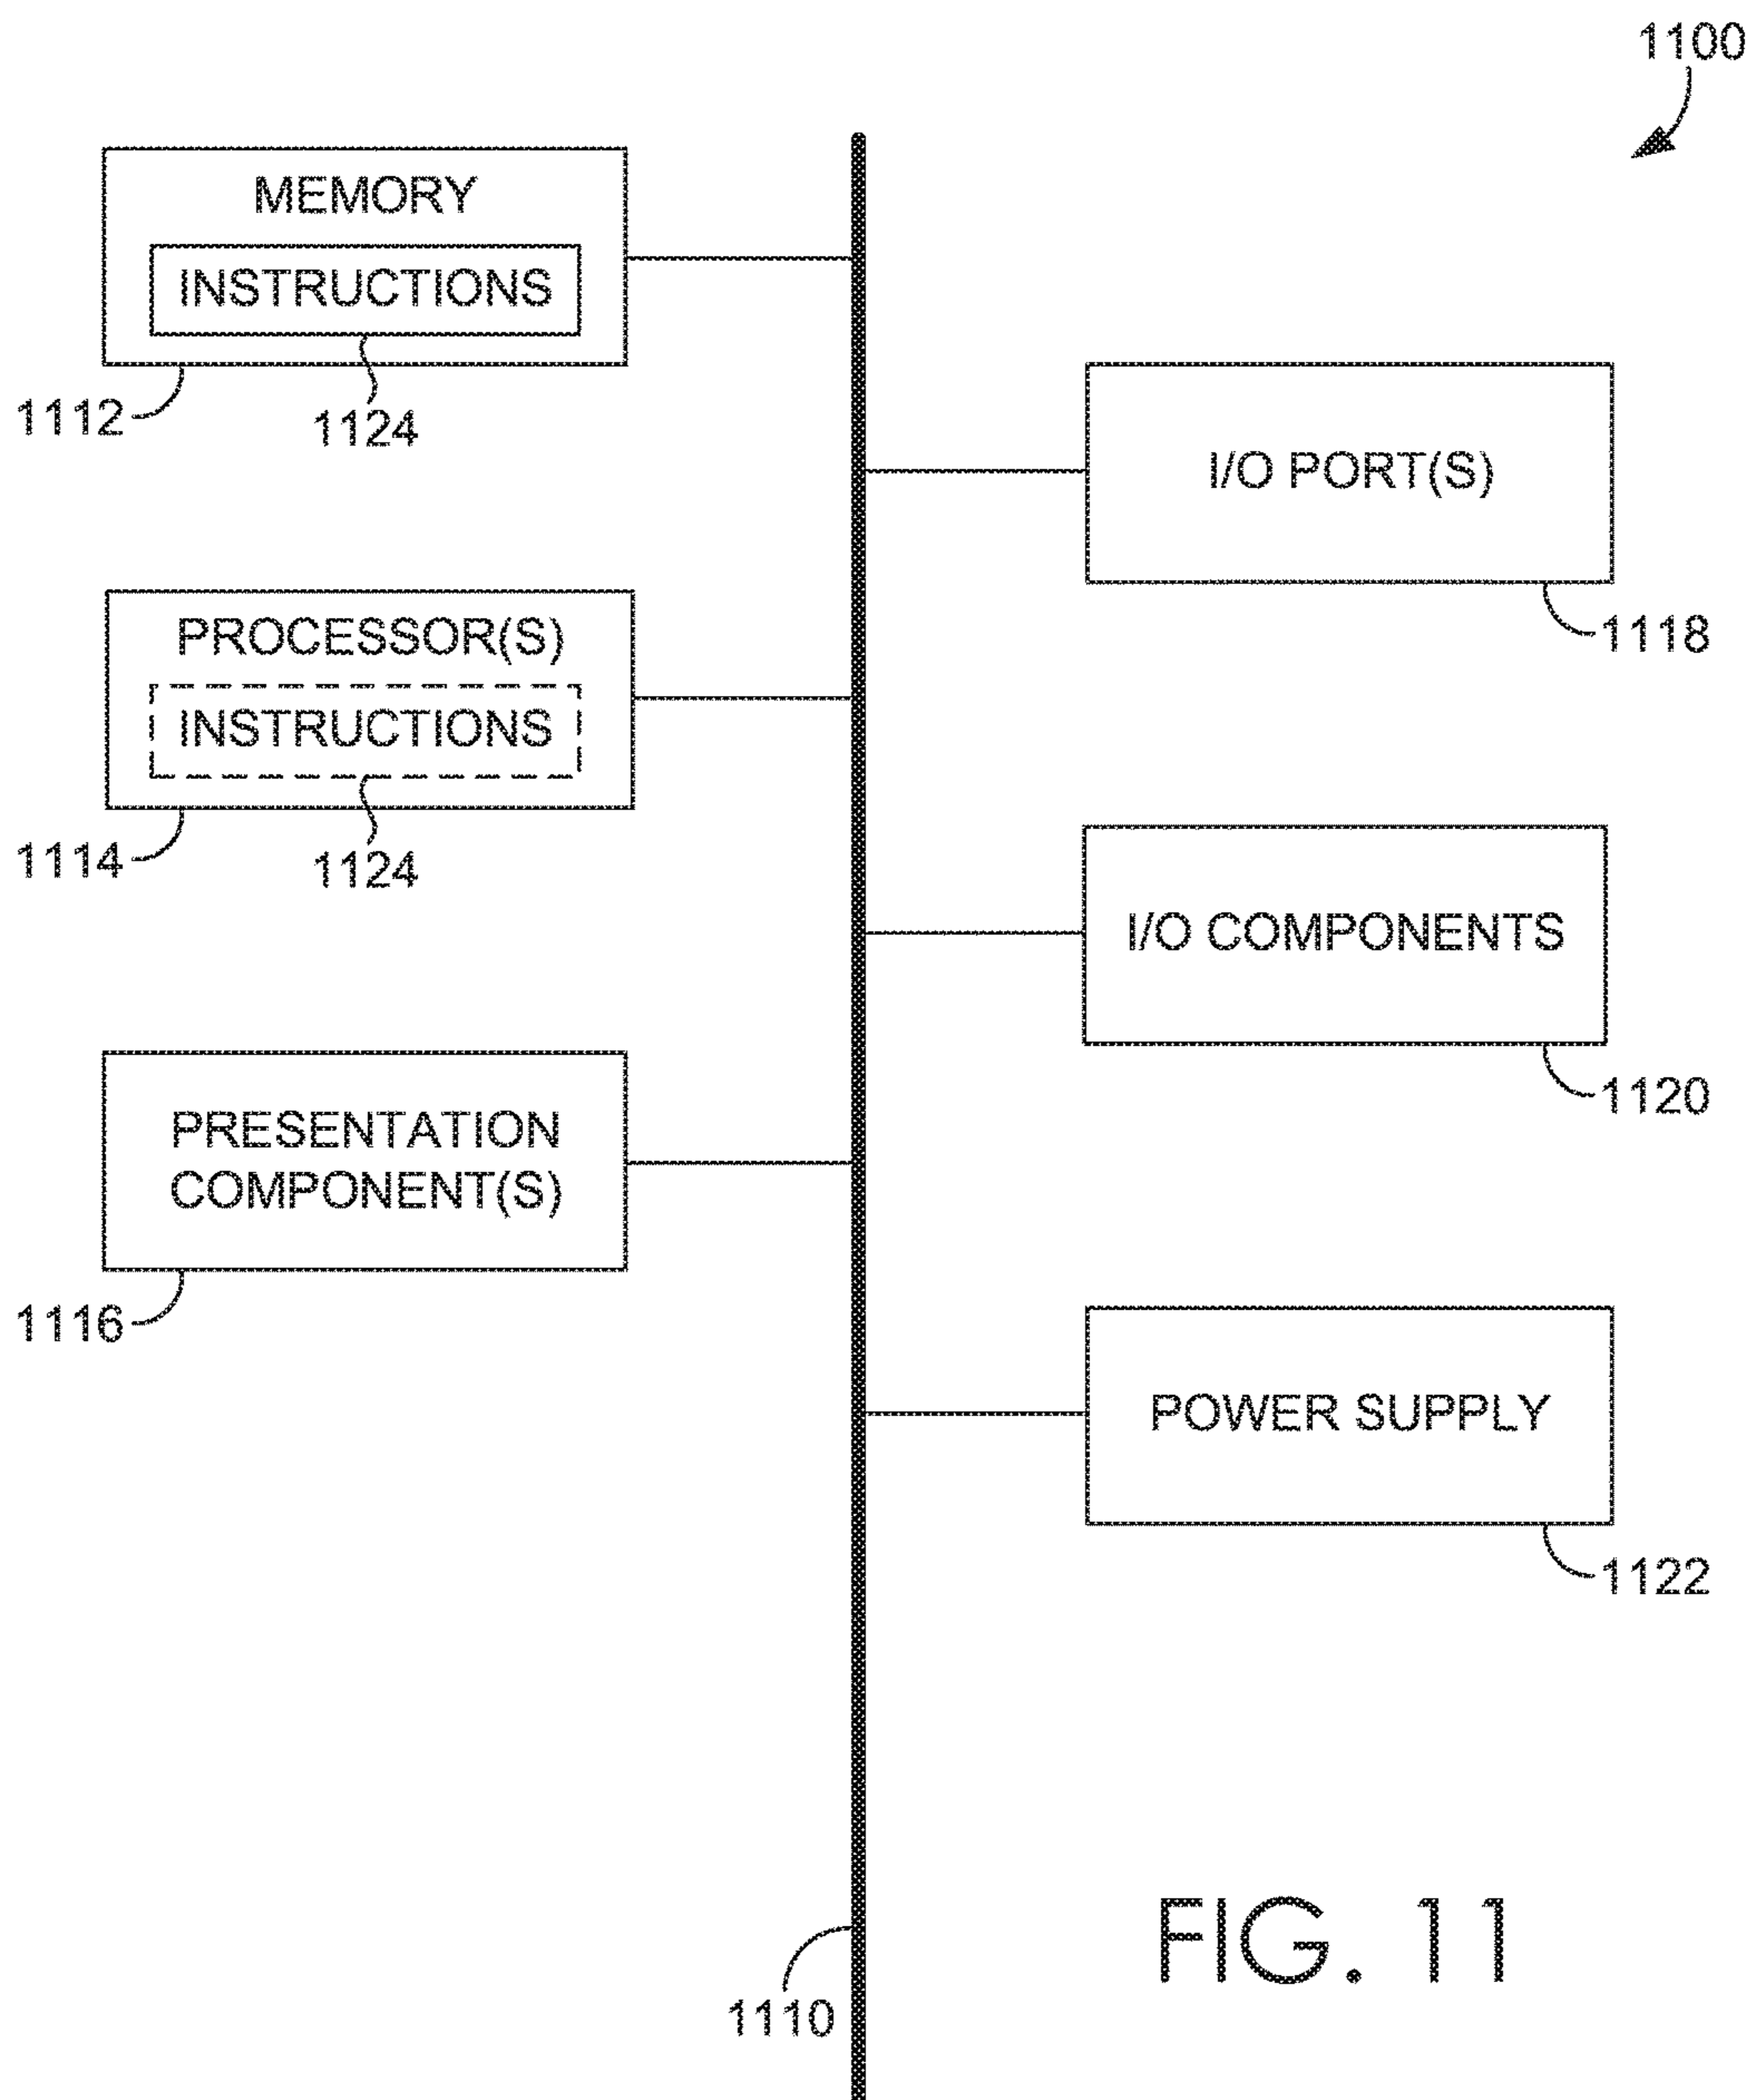 1100
MEMORY
INSTRUCTIONS
1112
1124
I/O PORT(S)
1118
PROCESSOR(S)
INSTRUCTIONS
1114
1124
I/O COMPONENTS
1120
PRESENTATION
COMPONENT(S)
1116
POWER SUPPLY
1122
1110
FIG. 11